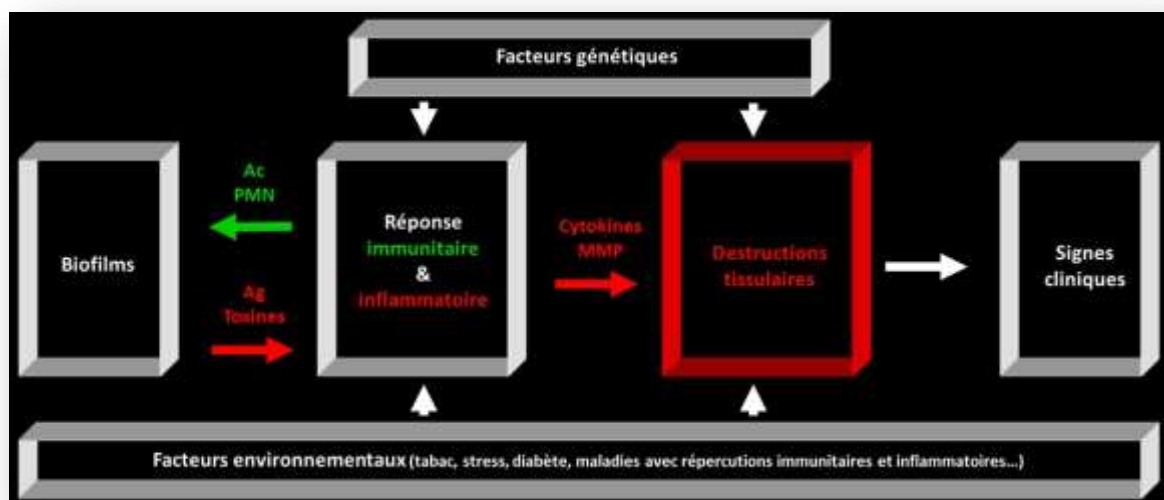 Facteurs génétiques
Ac
PMN
Biofilms
Ag
Toxines
Réponse
immunitaire
&
inflammatoire
Cytokines
MMP
Destructions
tissulaires
Signes
cliniques
Facteurs environnementaux (tabac, stress, diabète, maladies avec répercutions immunitaires et inflammatoires...)